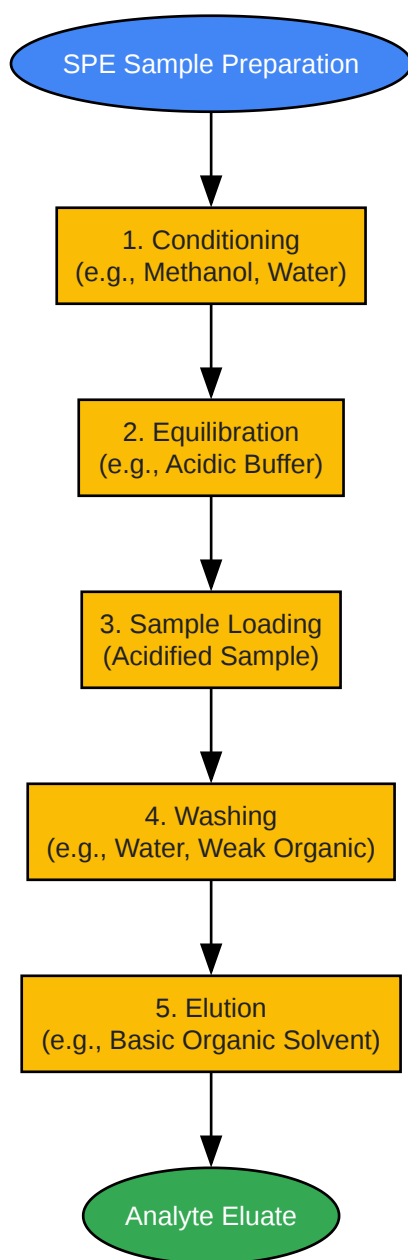 SPE Sample Preparation
1. Conditioning
(e.g., Methanol, Water)
2. Equilibration
(e.g., Acidic Buffer)
3. Sample Loading
(Acidified Sample)
4. Washing
(e.g., Water, Weak Organic)
5. Elution
(e.g., Basic Organic Solvent)
Analyte Eluate